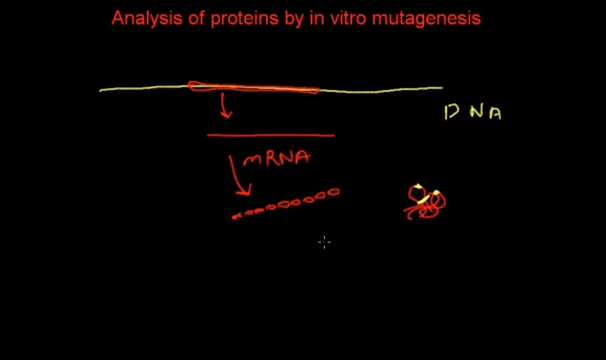 Analysis of proteins by in vitro mutagenesis
DNA
mRNA